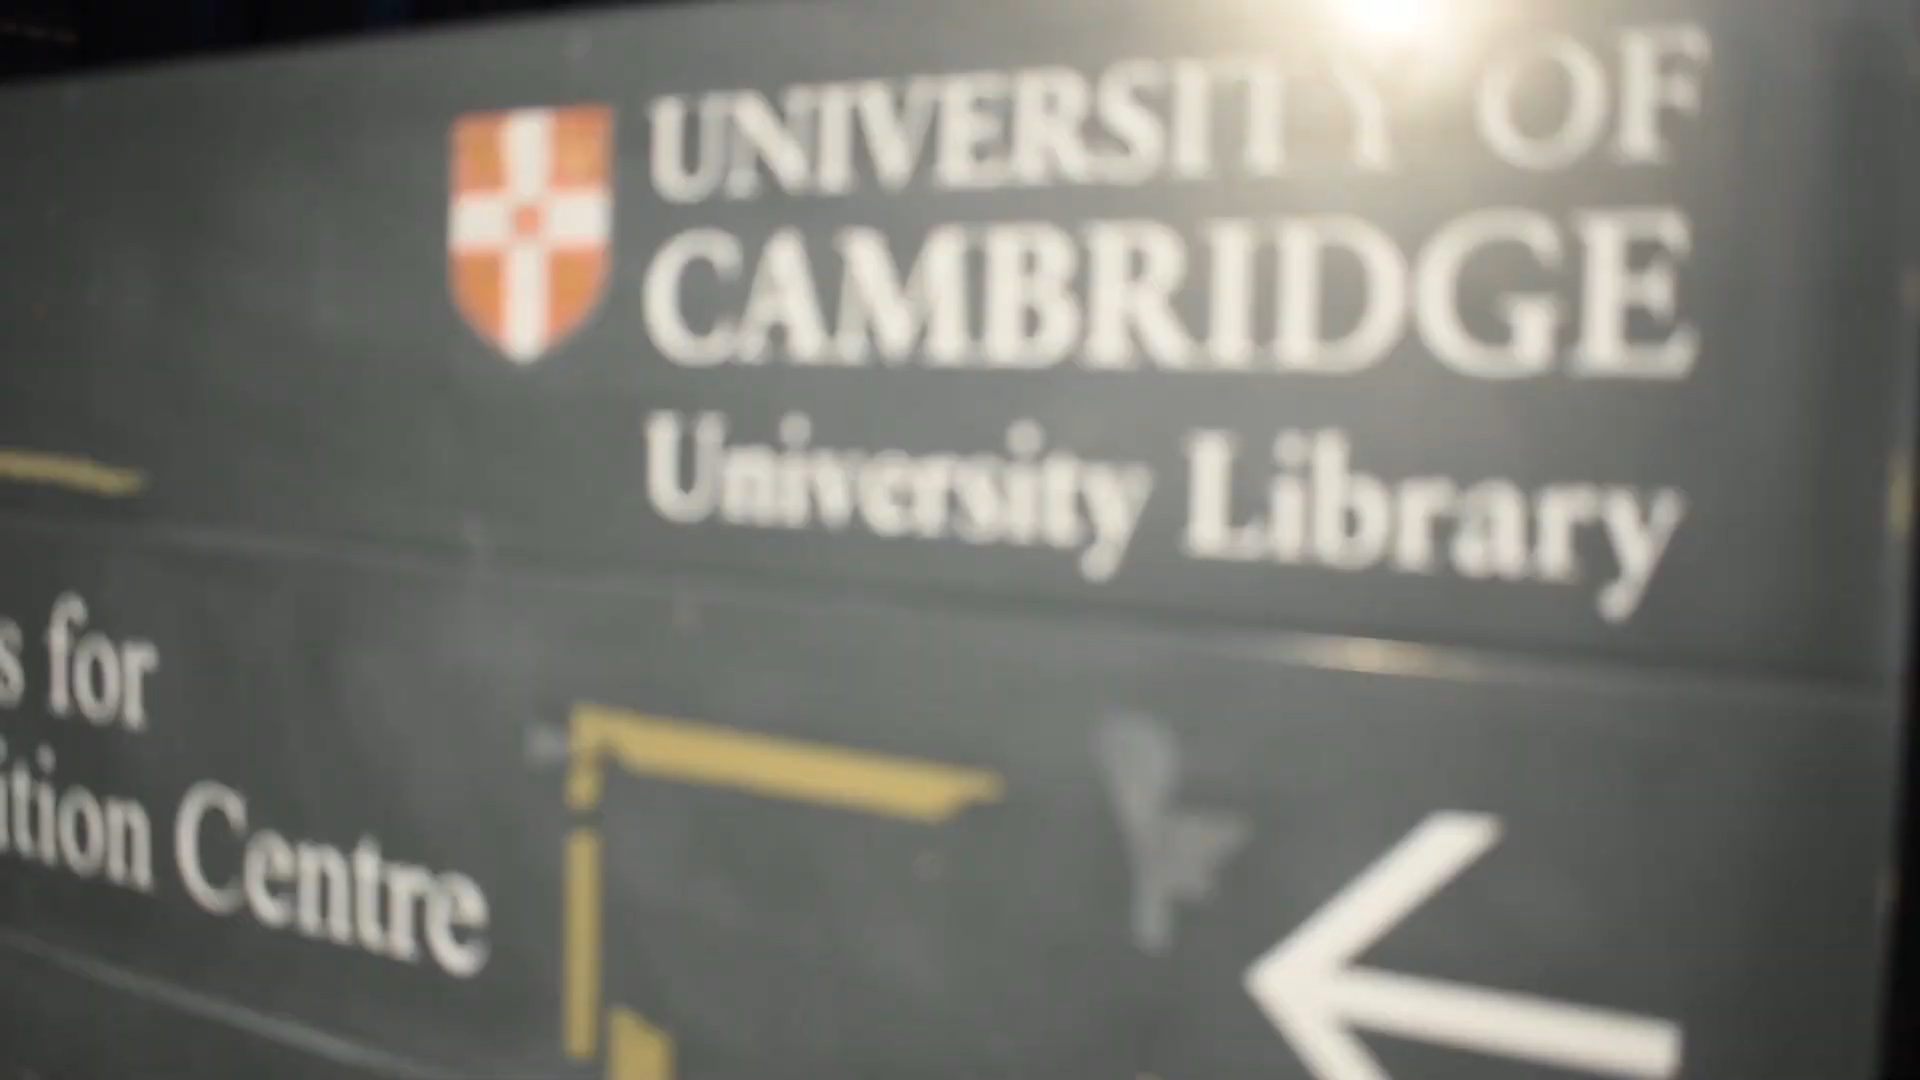 UNIVERSITY OF
CAMBRIDGE
University Library
s for
ition Centre